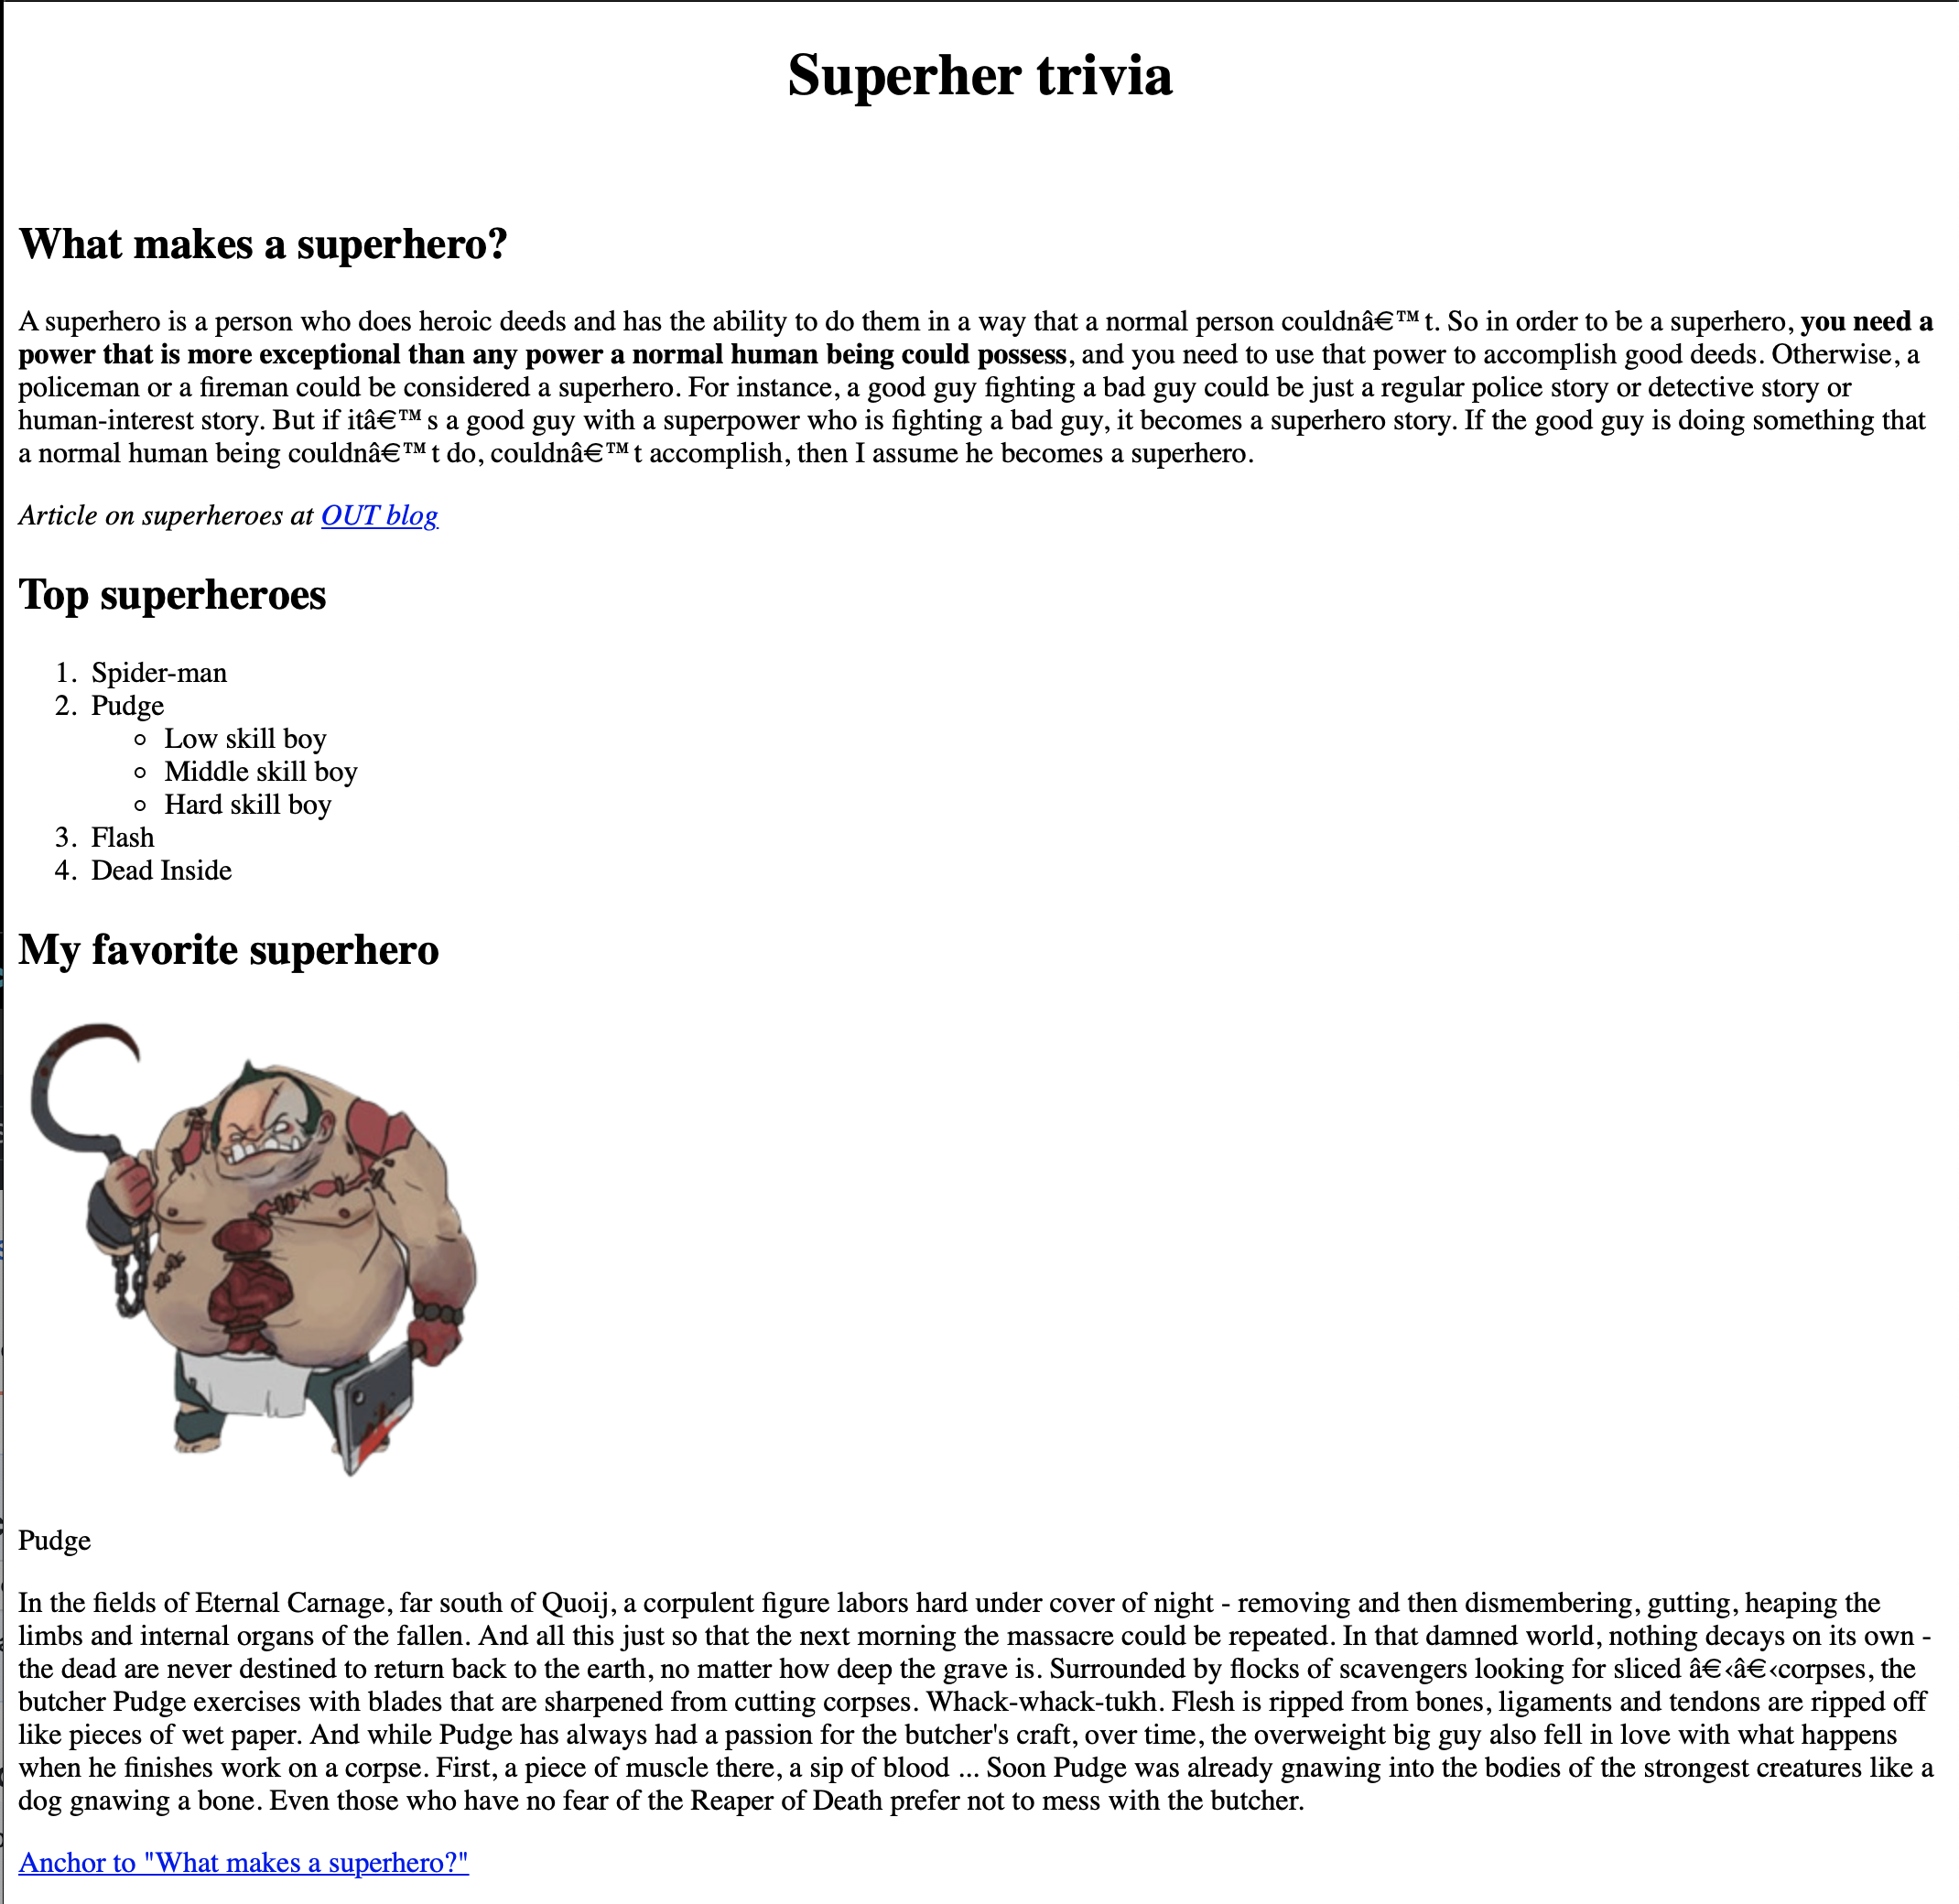 Superher trivia
What makes a superhero?
A superhero is a person who does heroic deeds and has the ability to do them in a way that a normal person couldnâ€™t. So in order to be a superhero, you need a
power that is more exceptional than any power a normal human being could possess, and you need to use that power to accomplish good deeds. Otherwise, a
policeman or a fireman could be considered a superhero. For instance, a good guy fighting a bad guy could be just a regular police story or detective story or
human-interest story. But if itâ€™s a good guy with a superpower who is fighting a bad guy, it becomes a superhero story. If the good guy is doing something that
a normal human being couldnâ€™t do, couldnâ€™t accomplish, then I assume he becomes a superhero.
Article on superheroes at OUT blog
Top superheroes
1. Spider-man
2. Pudge
Low skill boy
Middle skill boy
Hard skill boy
3. Flash
4. Dead Inside
My favorite superhero
Pudge
In the fields of Eternal Carnage, far south of Quoij, a corpulent figure labors hard under cover of night - removing and then dismembering, gutting, heaping the
limbs and internal organs of the fallen. And all this just so that the next morning the massacre could be repeated. In that damned world, nothing decays on its own -
the dead are never destined to return back to the earth, no matter how deep the grave is. Surrounded by flocks of scavengers looking for sliced â€‹â€‹corpses, the
butcher Pudge exercises with blades that are sharpened from cutting corpses. Whack-whack-tukh. Flesh is ripped from bones, ligaments and tendons are ripped off
like pieces of wet paper. And while Pudge has always had a passion for the butcher's craft, over time, the overweight big guy also fell in love with what happens
when he finishes work on a corpse. First, a piece of muscle there, a sip of blood ... Soon Pudge was already gnawing into the bodies of the strongest creatures like a
dog gnawing a bone. Even those who have no fear of the Reaper of Death prefer not to mess with the butcher.
Anchor to "What makes a superhero?"